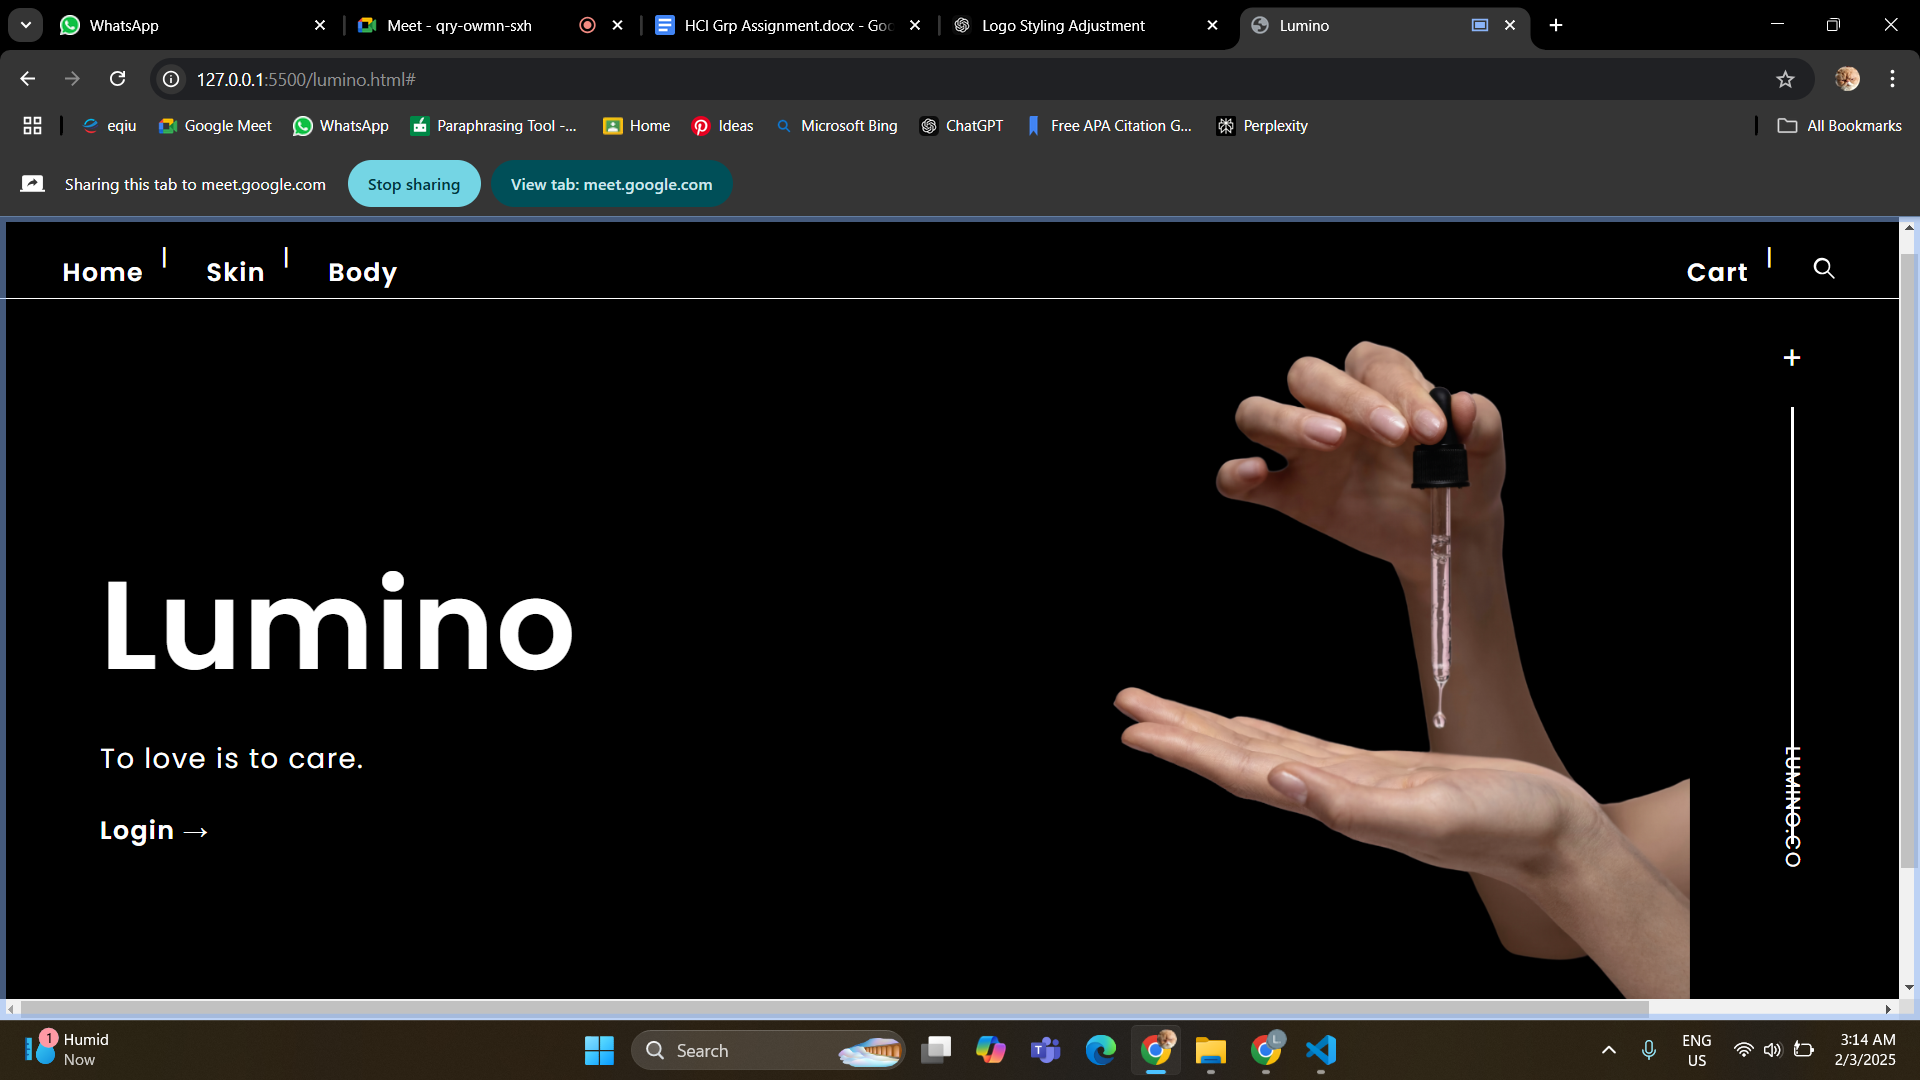 WhatsApp
Meet - qry-owmn-sxh
HCI Grp Assignment.docx - Goo
Logo Styling Adjustment
Lumino
127.0.0.1:5500/lumino.html#
eqiu
Google Meet
WhatsApp
Paraphrasing Tool -...
Home
Ideas
Microsoft Bing
ChatGPT
Free APA Citation G...
Perplexity
All Bookmarks
Sharing this tab to meet.google.com
Stop sharing
View tab: meet.google.com
Home | Skin | Body
Cart |
+
Lumino
To love is to care.
Login →
LUMINO.CO
1
Humid
Now
Search
ENG
US
3:14 AM
2/3/2025